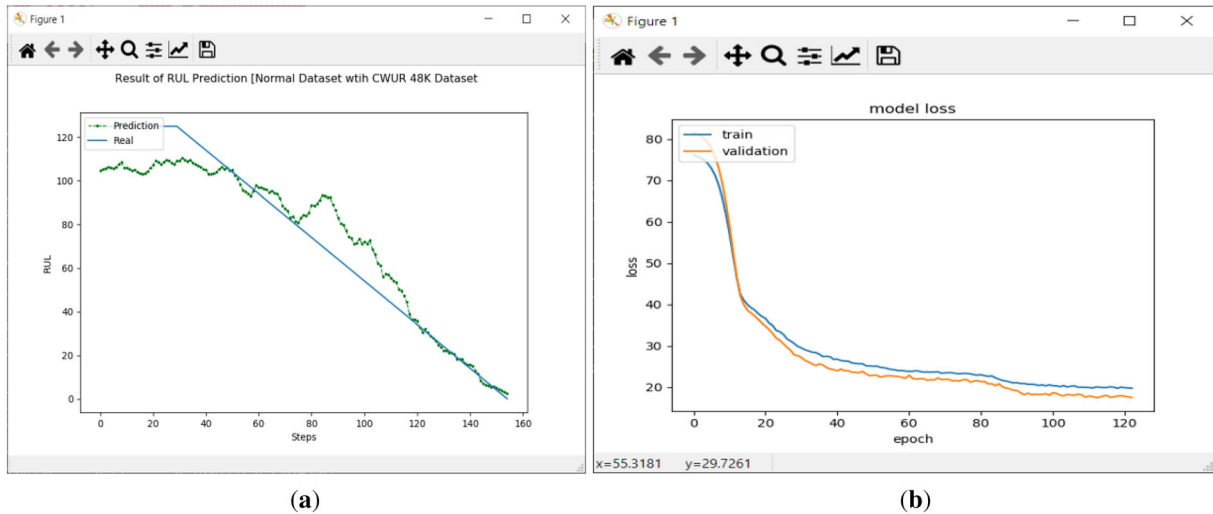 Figure 1
Result of RUL Prediction [Normal Dataset wtih CWUR 48K Dataset
Prediction
Real
RUL
120
100
80
60
40
20
0
0 20 40 60 80 100 120 140 160
Steps
(a)
Figure 1
model loss
train
validation
loss
80
70
60
50
40
30
20
0 20 40 60 80 100 120
epoch
x=55.3181 y=29.7261
(b)